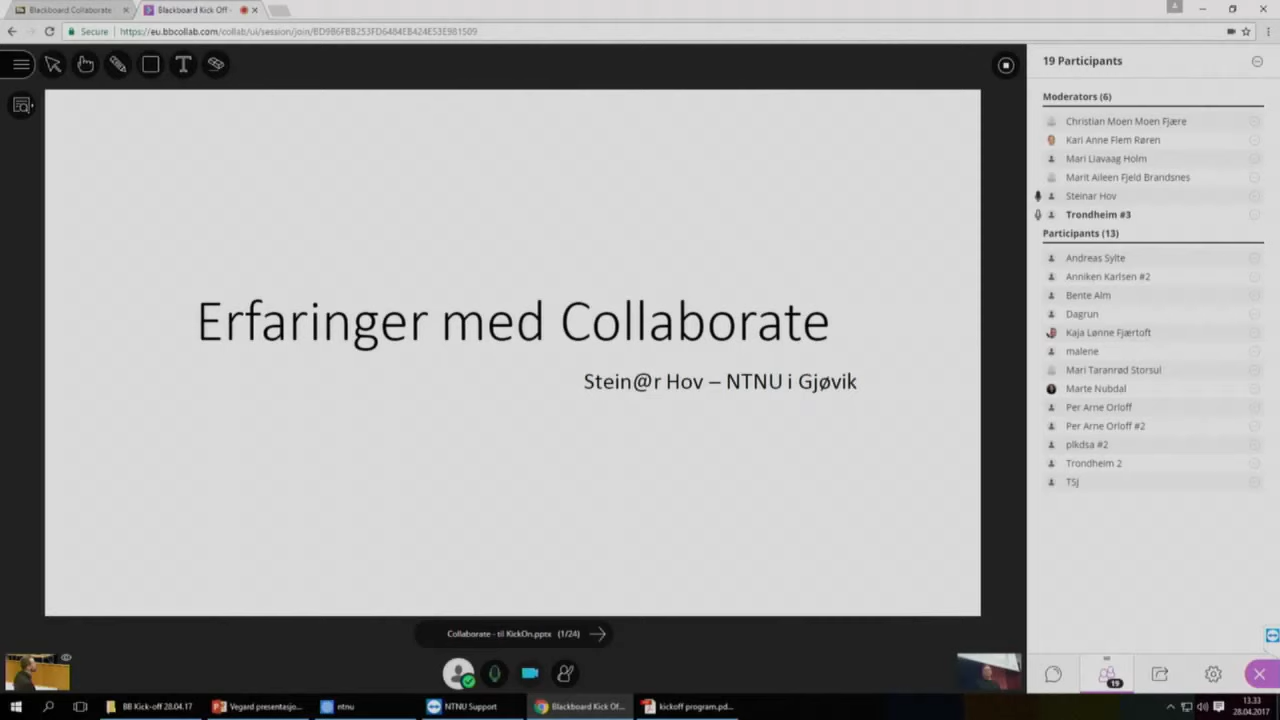 Blackboard Collaborate
Blackboard Kick Off -
Secure
https://eu.bbcollab.com/collab/ui/session/join/BD9B6FBB253FD6484EB424E53E981509
19 Participants
Moderators (6)
Christian Moen Moen Fjære
Kari Anne Flem Røren
Mari Liavaag Holm
Marit Aileen Fjeld Brandsnes
Steinar Hov
Trondheim #3
Participants (13)
Andreas Sylte
Anniken Karlsen #2
Bente Alm
Dagrun
Kaja Lønne Fjærtoft
malene
Mari Taranrød Storsul
Marte Nubdal
Per Arne Orloff
Per Arne Orloff #2
plkdsa #2
Trondheim 2
TSj
Erfaringer med Collaborate
Stein@r Hov – NTNU i Gjøvik
Collaborate - til KickOn.pptx (1/24)
19
BB Kick-off 28.04.17
Vegard presentasjo...
ntnu
NTNU Support
Blackboard Kick Of...
kickoff program.pd...
13.33
28.04.2017